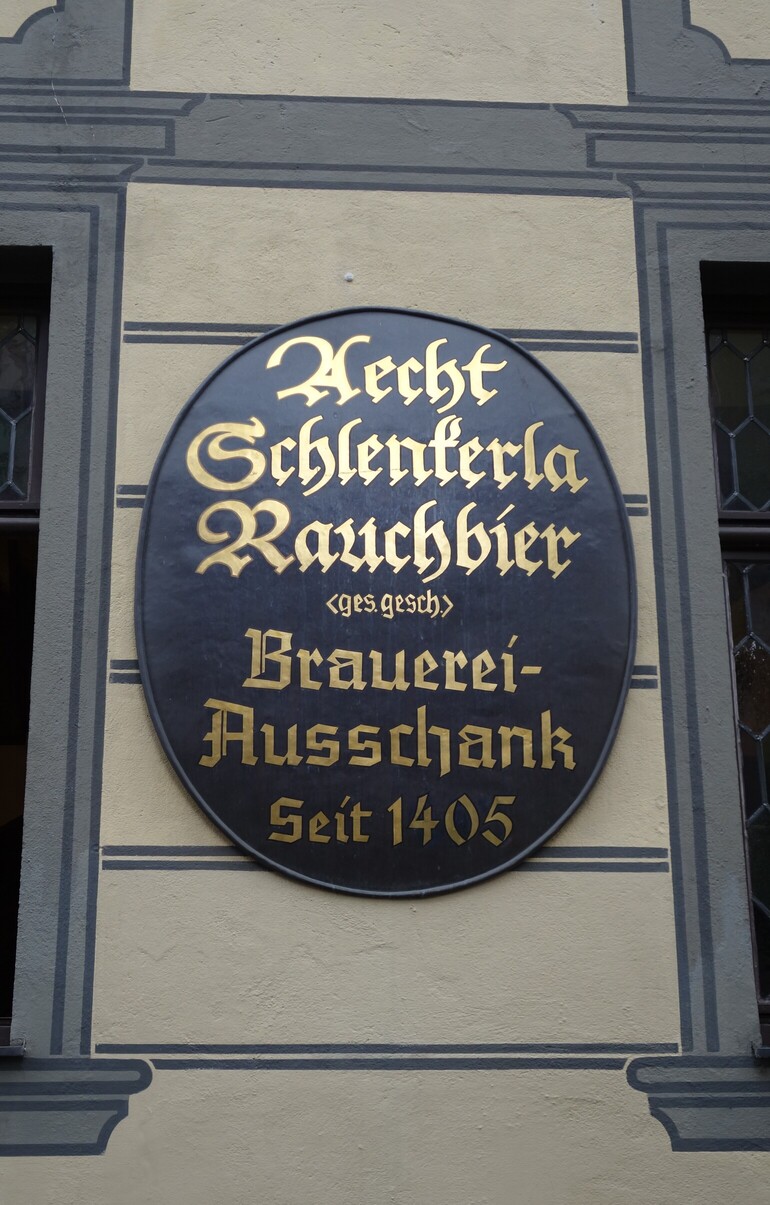 Aecht
Schlenkerla
Rauchbier
<ges. gesch.>
Brauerei-
Ausschank
Seit 1405